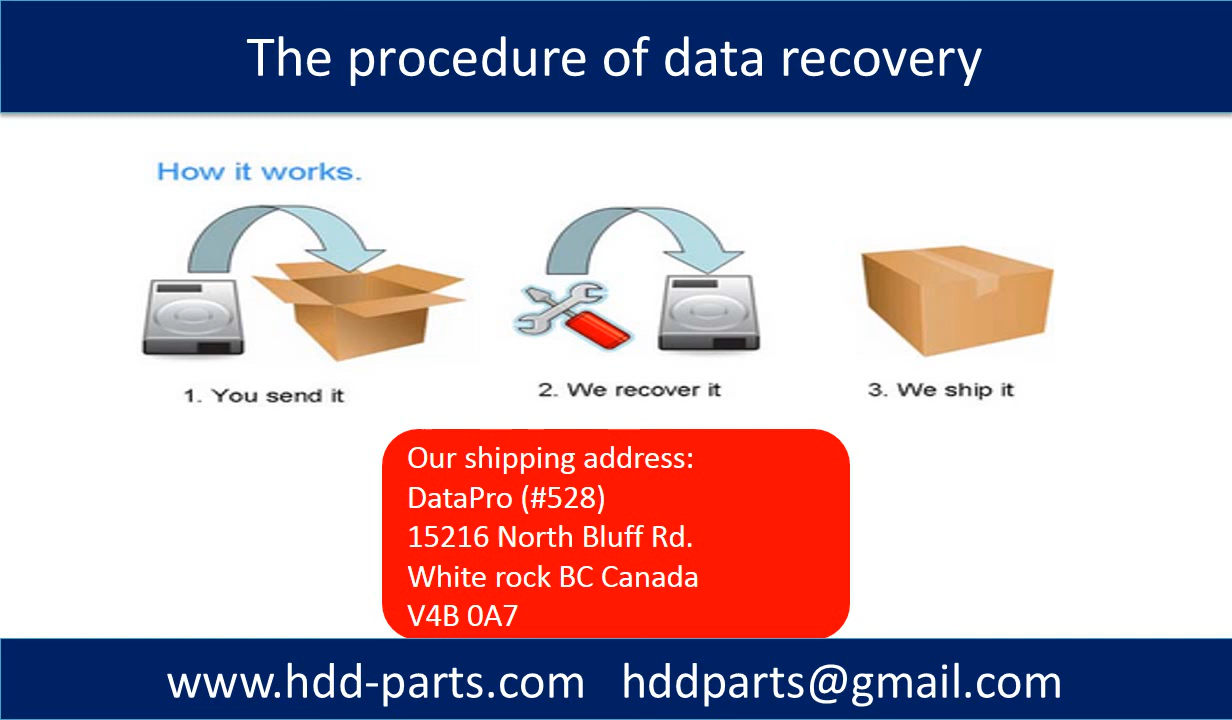 The procedure of data recovery
How it works.
1. You send it
2. We recover it
3. We ship it
Our shipping address:
DataPro (#528)
15216 North Bluff Rd.
White rock BC Canada
V4B 0A7
www.hdd-parts.com hddparts@gmail.com